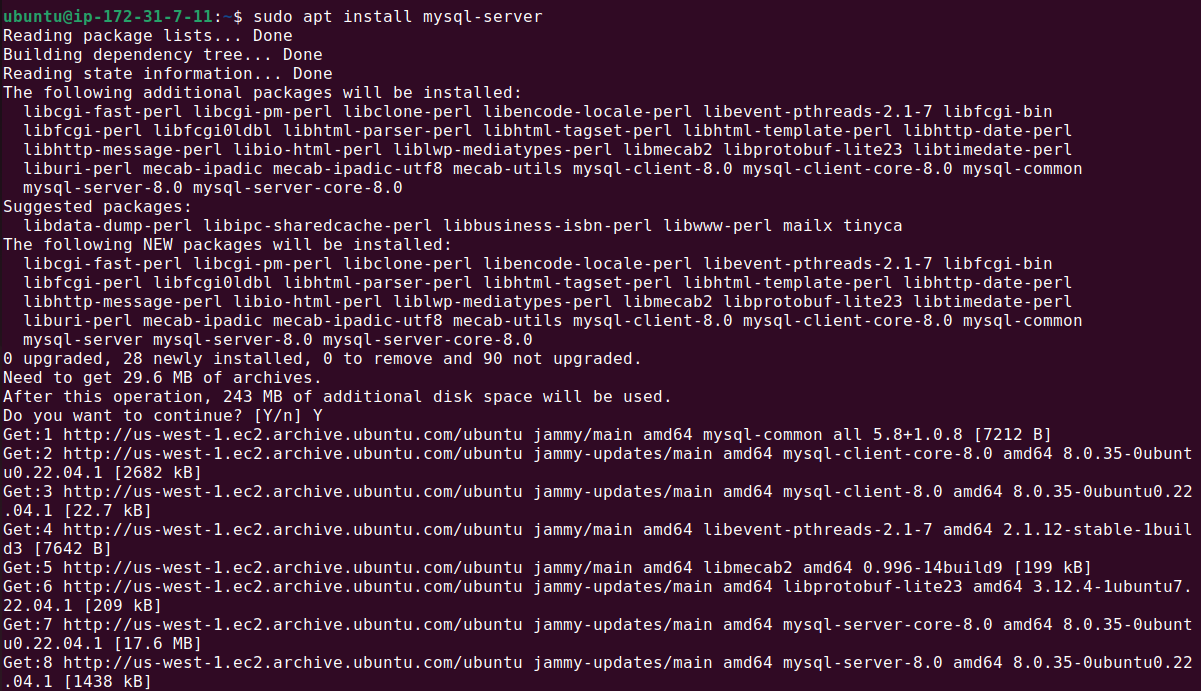 ubuntu@ip-172-31-7-11:~$ sudo apt install mysql-server
Reading package lists... Done
Building dependency tree... Done
Reading state information... Done
The following additional packages will be installed:
  libcgi-fast-perl libcgi-pm-perl libclone-perl libencode-locale-perl libevent-pthreads-2.1-7 libfcgi-bin
  libfcgi-perl libfcgi0ldbl libhtml-parser-perl libhtml-tagset-perl libhtml-template-perl libhttp-date-perl
  libhttp-message-perl libio-html-perl liblwp-mediatypes-perl libmecab2 libprotobuf-lite23 libtimedate-perl
  liburi-perl mecab-ipadic mecab-ipadic-utf8 mecab-utils mysql-client-8.0 mysql-client-core-8.0 mysql-common
  mysql-server-8.0 mysql-server-core-8.0
Suggested packages:
  libdata-dump-perl libipc-sharedcache-perl libbusiness-isbn-perl libwww-perl mailx tinyca
The following NEW packages will be installed:
  libcgi-fast-perl libcgi-pm-perl libclone-perl libencode-locale-perl libevent-pthreads-2.1-7 libfcgi-bin
  libfcgi-perl libfcgi0ldbl libhtml-parser-perl libhtml-tagset-perl libhtml-template-perl libhttp-date-perl
  libhttp-message-perl libio-html-perl liblwp-mediatypes-perl libmecab2 libprotobuf-lite23 libtimedate-perl
  liburi-perl mecab-ipadic mecab-ipadic-utf8 mecab-utils mysql-client-8.0 mysql-client-core-8.0 mysql-common
  mysql-server mysql-server-8.0 mysql-server-core-8.0
0 upgraded, 28 newly installed, 0 to remove and 90 not upgraded.
Need to get 29.6 MB of archives.
After this operation, 243 MB of additional disk space will be used.
Do you want to continue? [Y/n] Y
Get:1 http://us-west-1.ec2.archive.ubuntu.com/ubuntu jammy/main amd64 mysql-common all 5.8+1.0.8 [7212 B]
Get:2 http://us-west-1.ec2.archive.ubuntu.com/ubuntu jammy-updates/main amd64 mysql-client-core-8.0 amd64 8.0.35-0ubunt
u0.22.04.1 [2682 kB]
Get:3 http://us-west-1.ec2.archive.ubuntu.com/ubuntu jammy-updates/main amd64 mysql-client-8.0 amd64 8.0.35-0ubuntu0.22
.04.1 [22.7 kB]
Get:4 http://us-west-1.ec2.archive.ubuntu.com/ubuntu jammy/main amd64 libevent-pthreads-2.1-7 amd64 2.1.12-stable-1buil
d3 [7642 B]
Get:5 http://us-west-1.ec2.archive.ubuntu.com/ubuntu jammy/main amd64 libmecab2 amd64 0.996-14build9 [199 kB]
Get:6 http://us-west-1.ec2.archive.ubuntu.com/ubuntu jammy-updates/main amd64 libprotobuf-lite23 amd64 3.12.4-1ubuntu7.
22.04.1 [209 kB]
Get:7 http://us-west-1.ec2.archive.ubuntu.com/ubuntu jammy-updates/main amd64 mysql-server-core-8.0 amd64 8.0.35-0ubunt
u0.22.04.1 [17.6 MB]
Get:8 http://us-west-1.ec2.archive.ubuntu.com/ubuntu jammy-updates/main amd64 mysql-server-8.0 amd64 8.0.35-0ubuntu0.22
.04.1 [1438 kB]